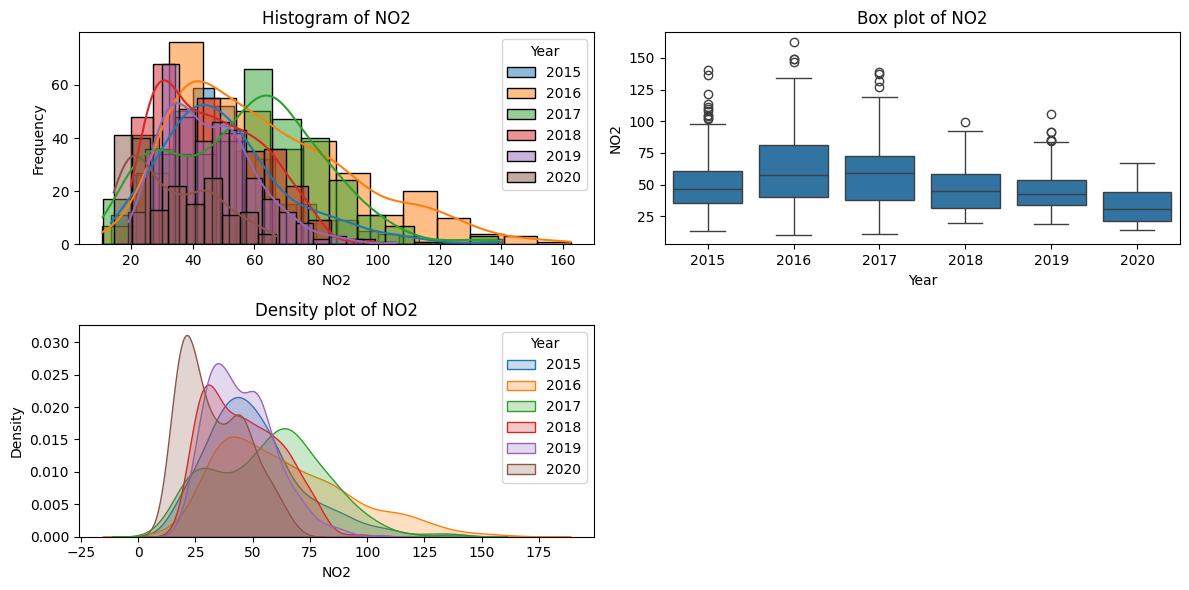 Histogram of NO2
Frequency
60
40
20
0
20 40 60 80 100 120 140 160
NO2
Year
2015
2016
2017
2018
2019
2020
Box plot of NO2
NO2
150
125
100
75
50
25
2015 2016 2017 2018 2019 2020
Year
Density plot of NO2
Density
0.030
0.025
0.020
0.015
0.010
0.005
0.000
−25 0 25 50 75 100 125 150 175
NO2
Year
2015
2016
2017
2018
2019
2020